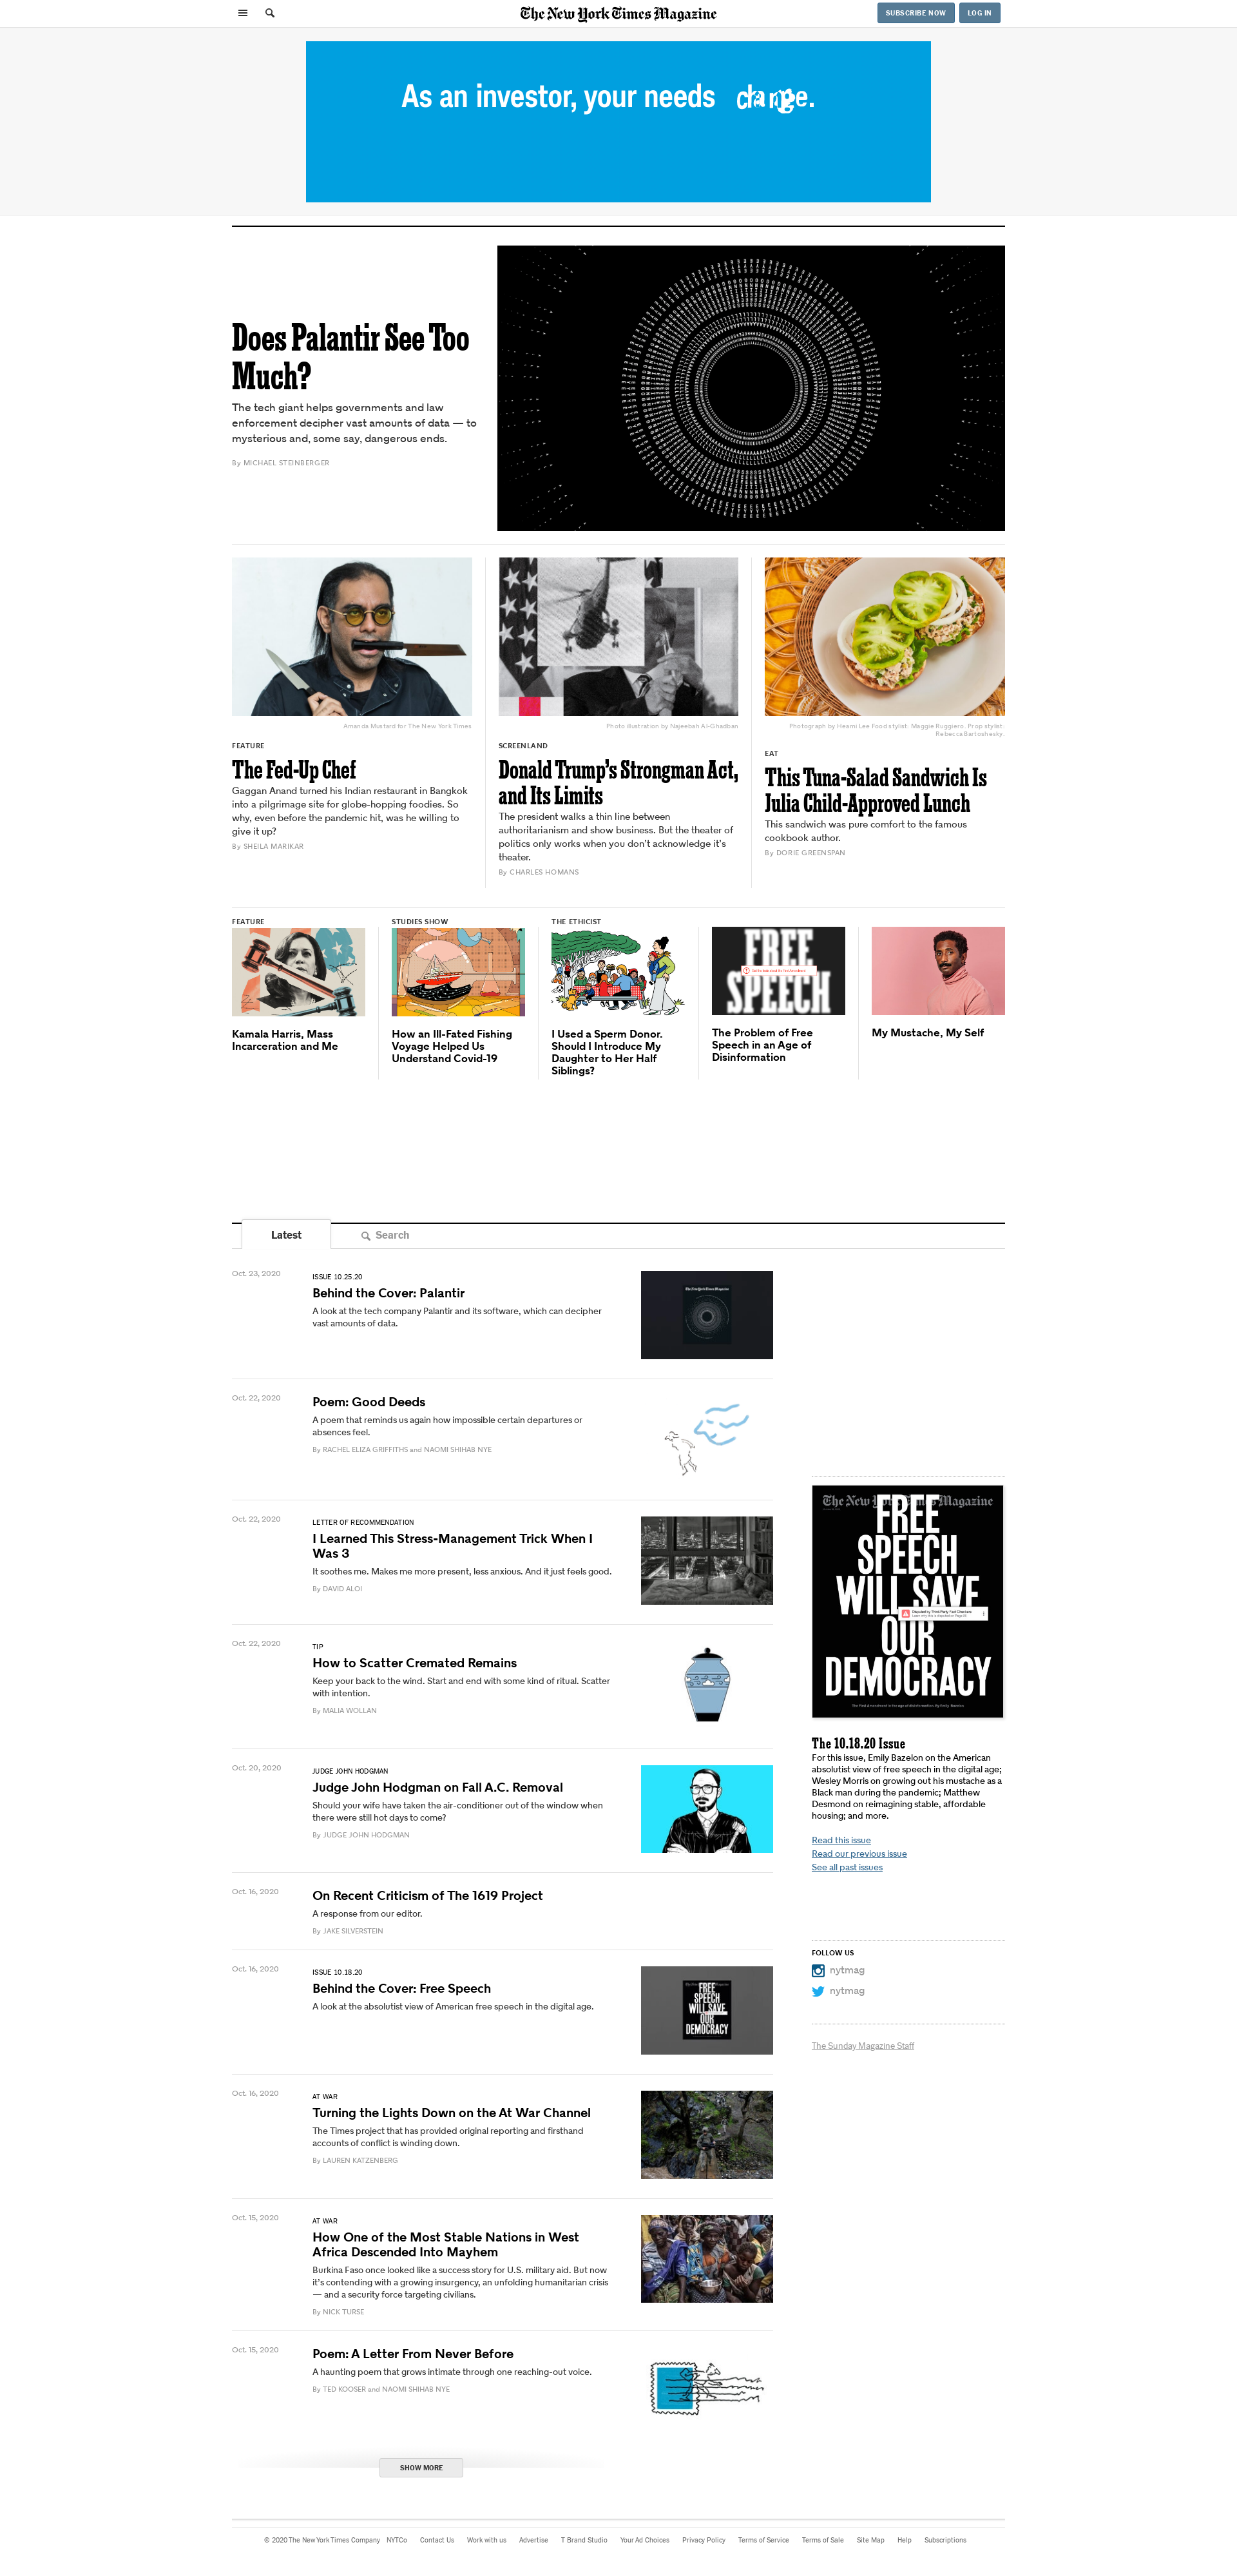 The New York Times Magazine
SUBSCRIBE NOW
LOG IN
As an investor, your needs change.
Does Palantir See Too
Much?
The tech giant helps governments and law
enforcement decipher vast amounts of data — to
mysterious and, some say, dangerous ends.
By MICHAEL STEINBERGER
Amanda Mustard for The New York Times
FEATURE
The Fed-Up Chef
Gaggan Anand turned his Indian restaurant in Bangkok
into a pilgrimage site for globe-hopping foodies. So
why, even before the pandemic hit, was he willing to
give it up?
By SHEILA MARIKAR
Photo illustration by Najeebah Al-Ghadban
SCREENLAND
Donald Trump's Strongman Act,
and Its Limits
The president walks a thin line between
authoritarianism and show business. But the theater of
politics only works when you don't acknowledge it's
theater.
By CHARLES HOMANS
Photograph by Heami Lee Food stylist: Maggie Ruggiero. Prop stylist:
Rebecca Bartoshesky.
EAT
This Tuna-Salad Sandwich Is
Julia Child-Approved Lunch
This sandwich was pure comfort to the famous
cookbook author.
By DORIE GREENSPAN
FEATURE
Kamala Harris, Mass
Incarceration and Me
STUDIES SHOW
How an Ill-Fated Fishing
Voyage Helped Us
Understand Covid-19
THE ETHICIST
I Used a Sperm Donor.
Should I Introduce My
Daughter to Her Half
Siblings?
FREE
SPEECH
The Problem of Free
Speech in an Age of
Disinformation
My Mustache, My Self
Latest
Search
Oct. 23, 2020
ISSUE 10.25.20
Behind the Cover: Palantir
A look at the tech company Palantir and its software, which can decipher
vast amounts of data.
The New York Times Magazine
Oct. 22, 2020
Poem: Good Deeds
A poem that reminds us again how impossible certain departures or
absences feel.
By RACHEL ELIZA GRIFFITHS and NAOMI SHIHAB NYE
Oct. 22, 2020
LETTER OF RECOMMENDATION
I Learned This Stress-Management Trick When I
Was 3
It soothes me. Makes me more present, less anxious. And it just feels good.
By DAVID ALOI
Oct. 22, 2020
TIP
How to Scatter Cremated Remains
Keep your back to the wind. Start and end with some kind of ritual. Scatter
with intention.
By MALIA WOLLAN
Oct. 20, 2020
JUDGE JOHN HODGMAN
Judge John Hodgman on Fall A.C. Removal
Should your wife have taken the air-conditioner out of the window when
there were still hot days to come?
By JUDGE JOHN HODGMAN
Oct. 16, 2020
On Recent Criticism of The 1619 Project
A response from our editor.
By JAKE SILVERSTEIN
Oct. 16, 2020
ISSUE 10.18.20
Behind the Cover: Free Speech
A look at the absolutist view of American free speech in the digital age.
FREE
SPEECH
WILL SAVE
OUR
DEMOCRACY
Oct. 16, 2020
AT WAR
Turning the Lights Down on the At War Channel
The Times project that has provided original reporting and firsthand
accounts of conflict is winding down.
By LAUREN KATZENBERG
Oct. 15, 2020
AT WAR
How One of the Most Stable Nations in West
Africa Descended Into Mayhem
Burkina Faso once looked like a success story for U.S. military aid. But now
it's contending with a growing insurgency, an unfolding humanitarian crisis
— and a security force targeting civilians.
By NICK TURSE
Oct. 15, 2020
Poem: A Letter From Never Before
A haunting poem that grows intimate through one reaching-out voice.
By TED KOOSER and NAOMI SHIHAB NYE
SHOW MORE
The New York Times Magazine
FREE
SPEECH
WILL SAVE
Disputed by Third-Party Fact-Checkers
OUR
DEMOCRACY
The First Amendment in the age of disinformation. By Emily Bazelon
The 10.18.20 Issue
For this issue, Emily Bazelon on the American
absolutist view of free speech in the digital age;
Wesley Morris on growing out his mustache as a
Black man during the pandemic; Matthew
Desmond on reimagining stable, affordable
housing; and more.
Read this issue
Read our previous issue
See all past issues
FOLLOW US
nytmag
nytmag
The Sunday Magazine Staff
© 2020 The New York Times Company NYTCo Contact Us Work with us Advertise T Brand Studio Your Ad Choices Privacy Policy Terms of Service Terms of Sale Site Map Help Subscriptions